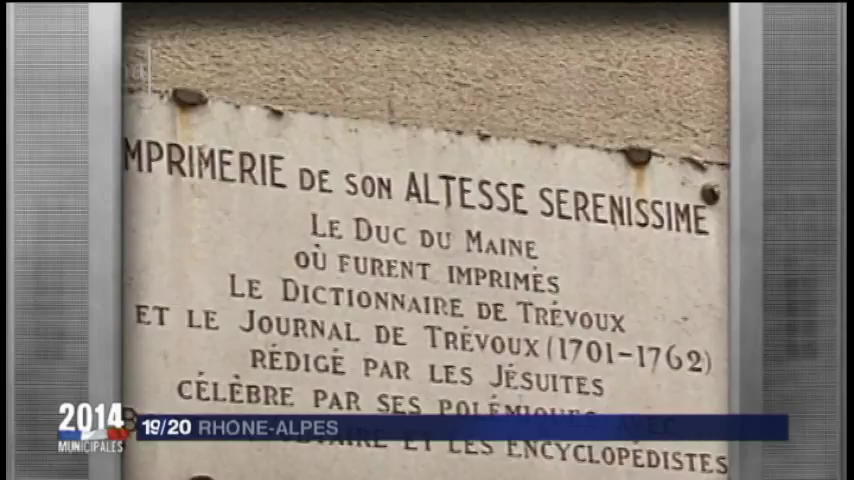 MPRIMERIE DE SON ALTESSE SERENISSIME
LE DUC DU MAINE
OÙ FURENT IMPRIMÉS
LE DICTIONNAIRE DE TRÉVOUX
ET LE JOURNAL DE TRÉVOUX (1701-1762)
RÉDIGÉ PAR LES JÉSUITES
CÉLÈBRE PAR SES POLÉMIQUES AVEC
ET LES ENCYCLOPÉDISTES
2014
MUNICIPALES
19/20 RHONE-ALPES